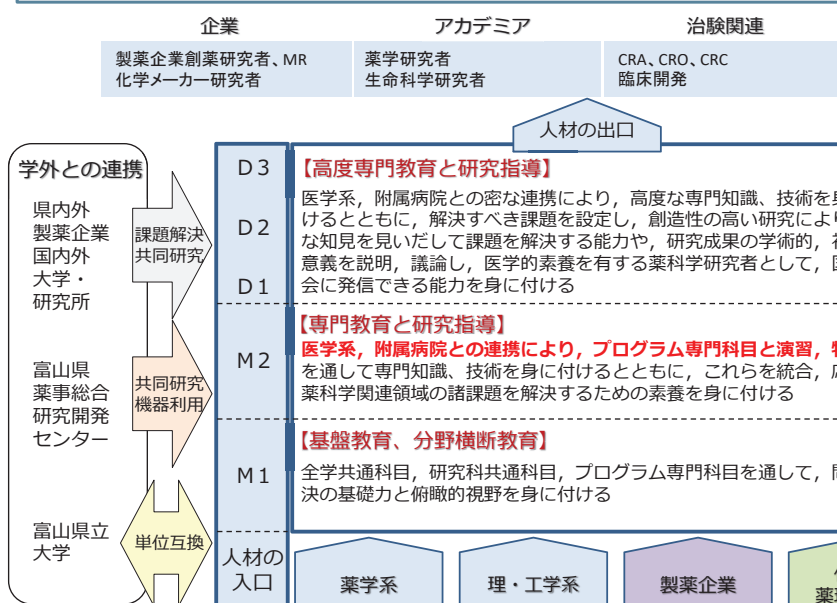 企業
アカデミア
治験関連
製薬企業創薬研究者、MR
化学メーカー研究者
薬学研究者
生命科学研究者
CRA、CRO、CRC
臨床開発
人材の出口
学外との連携
県内外
製薬企業
国内外
大学・
研究所
課題解決
共同研究
富山県
薬事総合
研究開発
センター
共同研究
機器利用
富山県立
大学
単位互換
D3
D2
D1
M2
M1
人材の
入口
【高度専門教育と研究指導】
医学系，附属病院との密な連携により，高度な専門知識、技術を
けるとともに，解決すべき課題を設定し，創造性の高い研究によ
な知見を見いだして課題を解決する能力や，研究成果の学術的，
意義を説明，議論し，医学的素養を有する薬科学研究者として，
会に発信できる能力を身に付ける
【専門教育と研究指導】
医学系，附属病院との連携により，プログラム専門科目と演習，
を通して専門知識、技術を身に付けるとともに，これらを統合，
薬科学関連領域の諸課題を解決するための素養を身に付ける
【基盤教育、分野横断教育】
全学共通科目，研究科共通科目，プログラム専門科目を通して，
決の基礎力と俯瞰的視野を身に付ける
薬学系
理・工学系
製薬企業